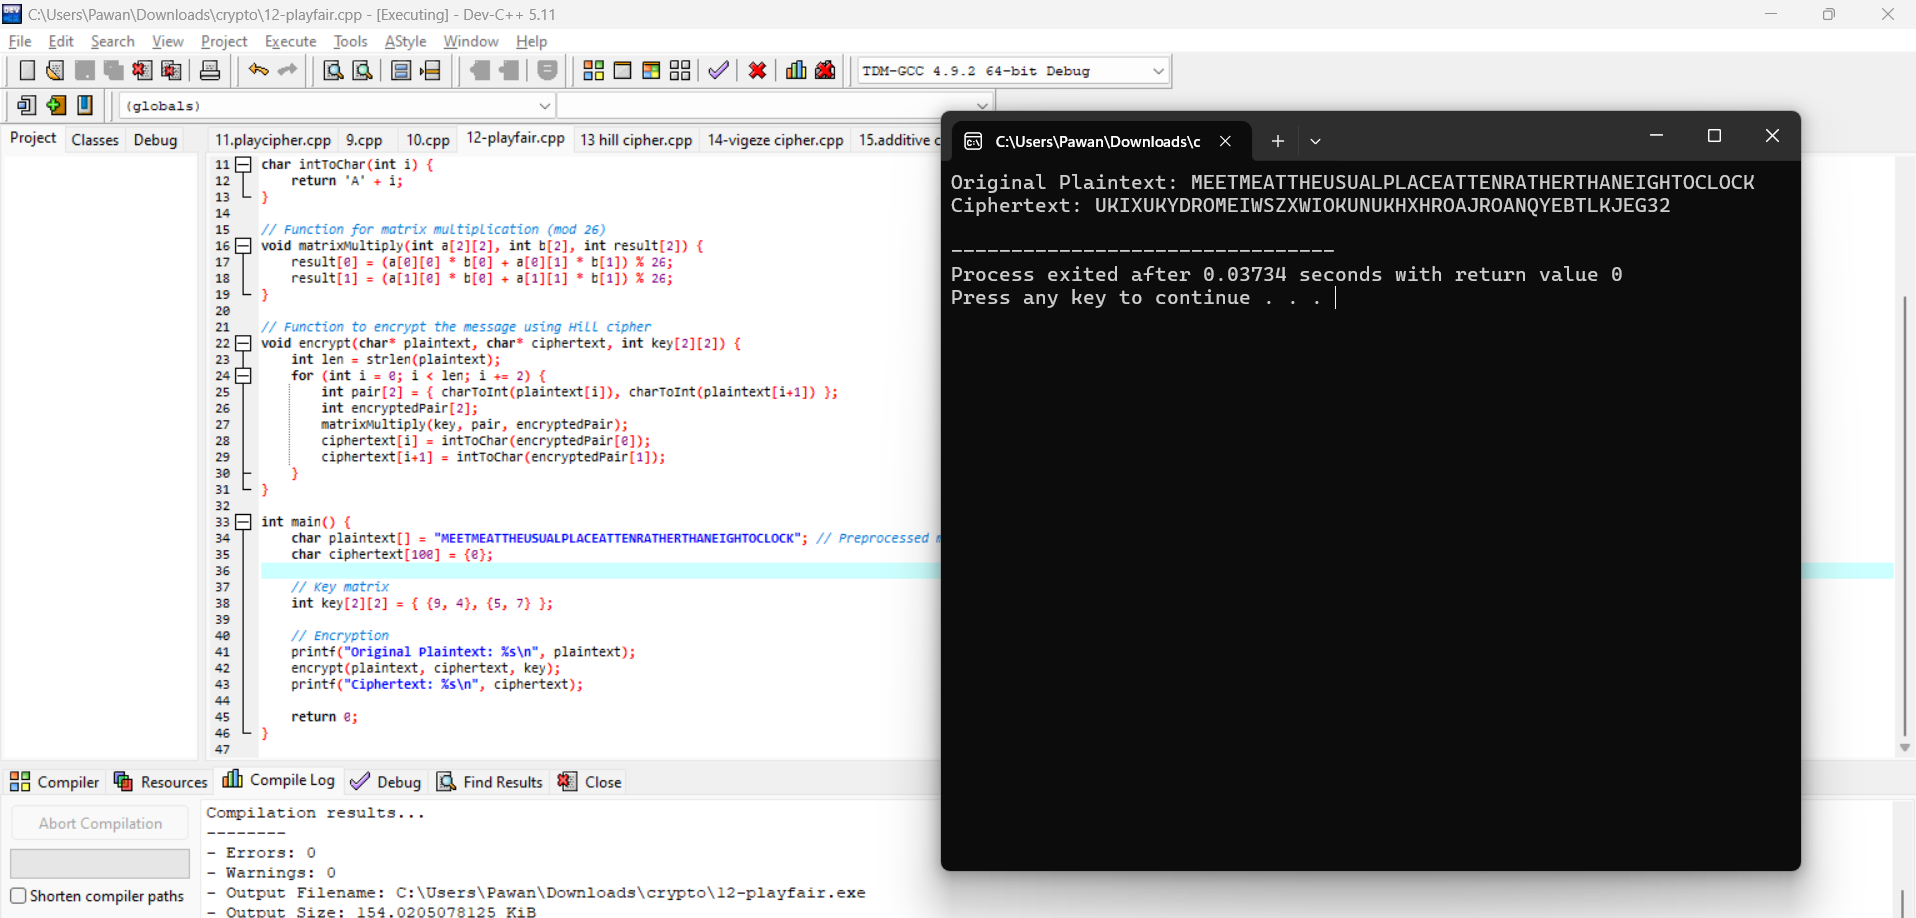 C:\Users\Pawan\Downloads\crypto\12-playfair.cpp - [Executing] - Dev-C++ 5.11
File Edit Search View Project Execute Tools AStyle Window Help
TDM-GCC 4.9.2 64-bit Debug
(globals)
Project Classes Debug
11.playcipher.cpp 9.cpp 10.cpp 12-playfair.cpp 13 hill cipher.cpp 14-vigeze cipher.cpp 15.additive c
11 char intToChar(int i) {
12 return 'A' + i;
13 }
14
15 // Function for matrix multiplication (mod 26)
16 void matrixMultiply(int a[2][2], int b[2], int result[2]) {
17 result[0] = (a[0][0] * b[0] + a[0][1] * b[1]) % 26;
18 result[1] = (a[1][0] * b[0] + a[1][1] * b[1]) % 26;
19 }
20
21 // Function to encrypt the message using Hill cipher
22 void encrypt(char* plaintext, char* ciphertext, int key[2][2]) {
23 int len = strlen(plaintext);
24 for (int i = 0; i < len; i += 2) {
25 int pair[2] = { charToInt(plaintext[i]), charToInt(plaintext[i+1]) };
26 int encryptedPair[2];
27 matrixMultiply(key, pair, encryptedPair);
28 ciphertext[i] = intToChar(encryptedPair[0]);
29 ciphertext[i+1] = intToChar(encryptedPair[1]);
30 }
31 }
32
33 int main() {
34 char plaintext[] = "MEETMEATTHEUSUALPLACEATTENRATHERTHANEIGHTOCLOCK"; // Preprocessed
35 char ciphertext[100] = {0};
36
37 // Key matrix
38 int key[2][2] = { {9, 4}, {5, 7} };
39
40 // Encryption
41 printf("Original Plaintext: %s\n", plaintext);
42 encrypt(plaintext, ciphertext, key);
43 printf("Ciphertext: %s\n", ciphertext);
44
45 return 0;
46 }
47
C:\Users\Pawan\Downloads\c
Original Plaintext: MEETMEATTHEUSUALPLACEATTENRATHERTHANEIGHTOCLOCK
Ciphertext: UKIXUKYDROMEIWSZXWIOKUNUKHXHROAJROANQYEBTLKJEG32
--------------------------------
Process exited after 0.03734 seconds with return value 0
Press any key to continue . . .
Compiler Resources Compile Log Debug Find Results Close
Abort Compilation
Shorten compiler paths
Compilation results...
--------
- Errors: 0
- Warnings: 0
- Output Filename: C:\Users\Pawan\Downloads\crypto\12-playfair.exe
- Output Size: 154.0205078125 KiB